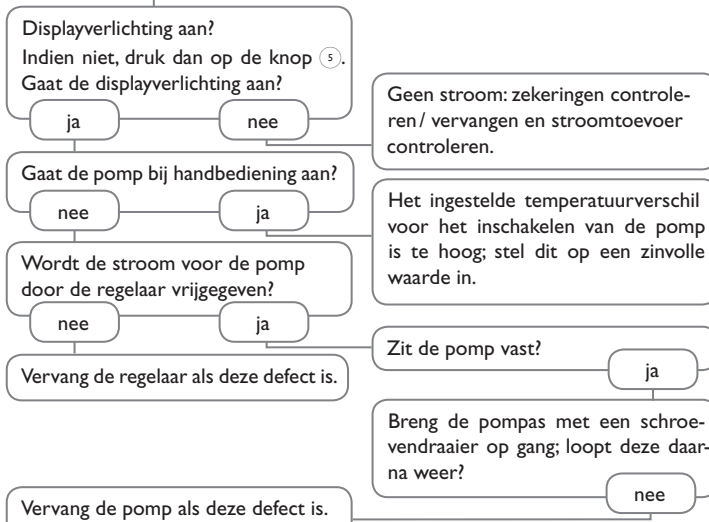 Displayverlichting aan?
Indien niet, druk dan op de knop 5.
Gaat de displayverlichting aan?
ja
nee
Geen stroom: zekeringen controle-
ren / vervangen en stroomtoevoer
controleren.
Gaat de pomp bij handbediening aan?
nee
ja
Het ingestelde temperatuurverschil
voor het inschakelen van de pomp
is te hoog; stel dit op een zinvolle
waarde in.
Wordt de stroom voor de pomp
door de regelaar vrijgegeven?
nee
ja
Vervang de regelaar als deze defect is.
Zit de pomp vast?
ja
Breng de pompas met een schroe-
vendraaier op gang; loopt deze daar-
na weer?
nee
Vervang de pomp als deze defect is.